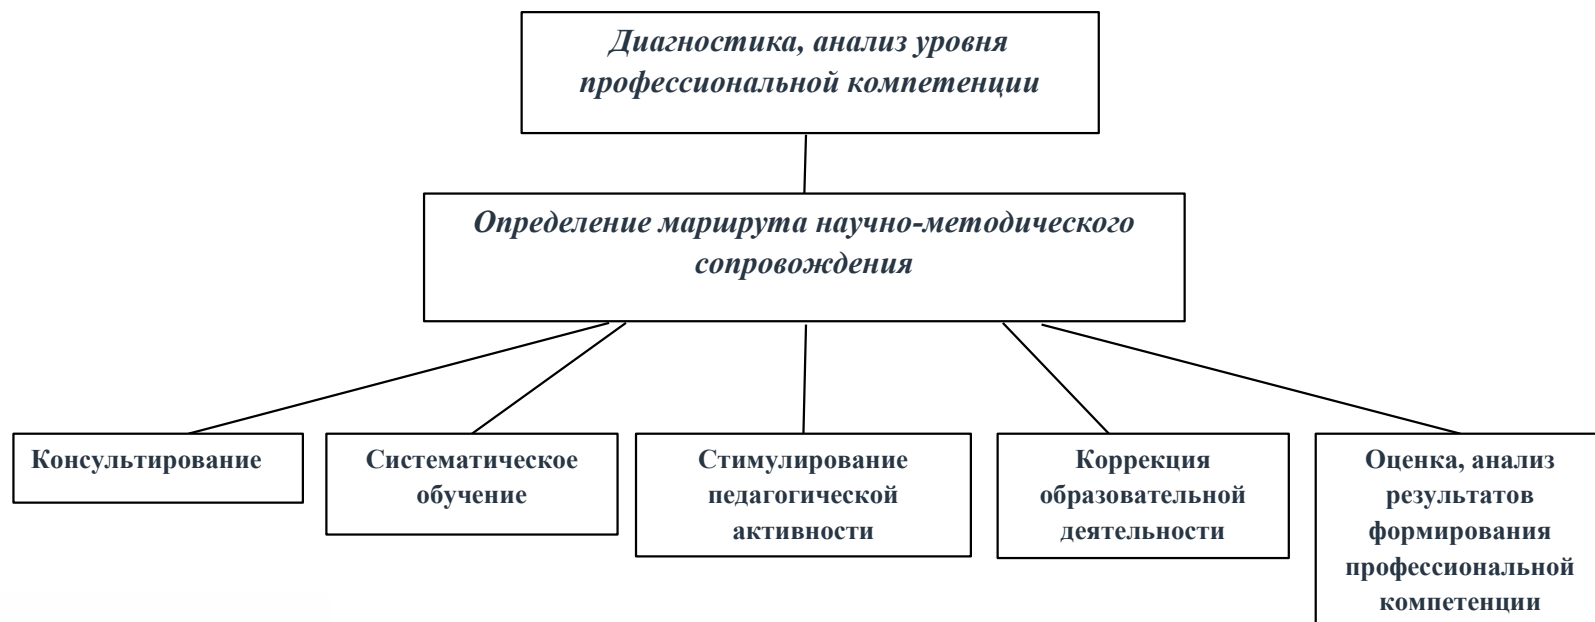 Диагностика, анализ уровня
профессиональной компетенции
Определение маршрута научно-методического
сопровождения
Консультирование
Систематическое
обучение
Стимулирование
педагогической
активности
Коррекция
образовательной
деятельности
Оценка, анализ
результатов
формирования
профессиональной
компетенции